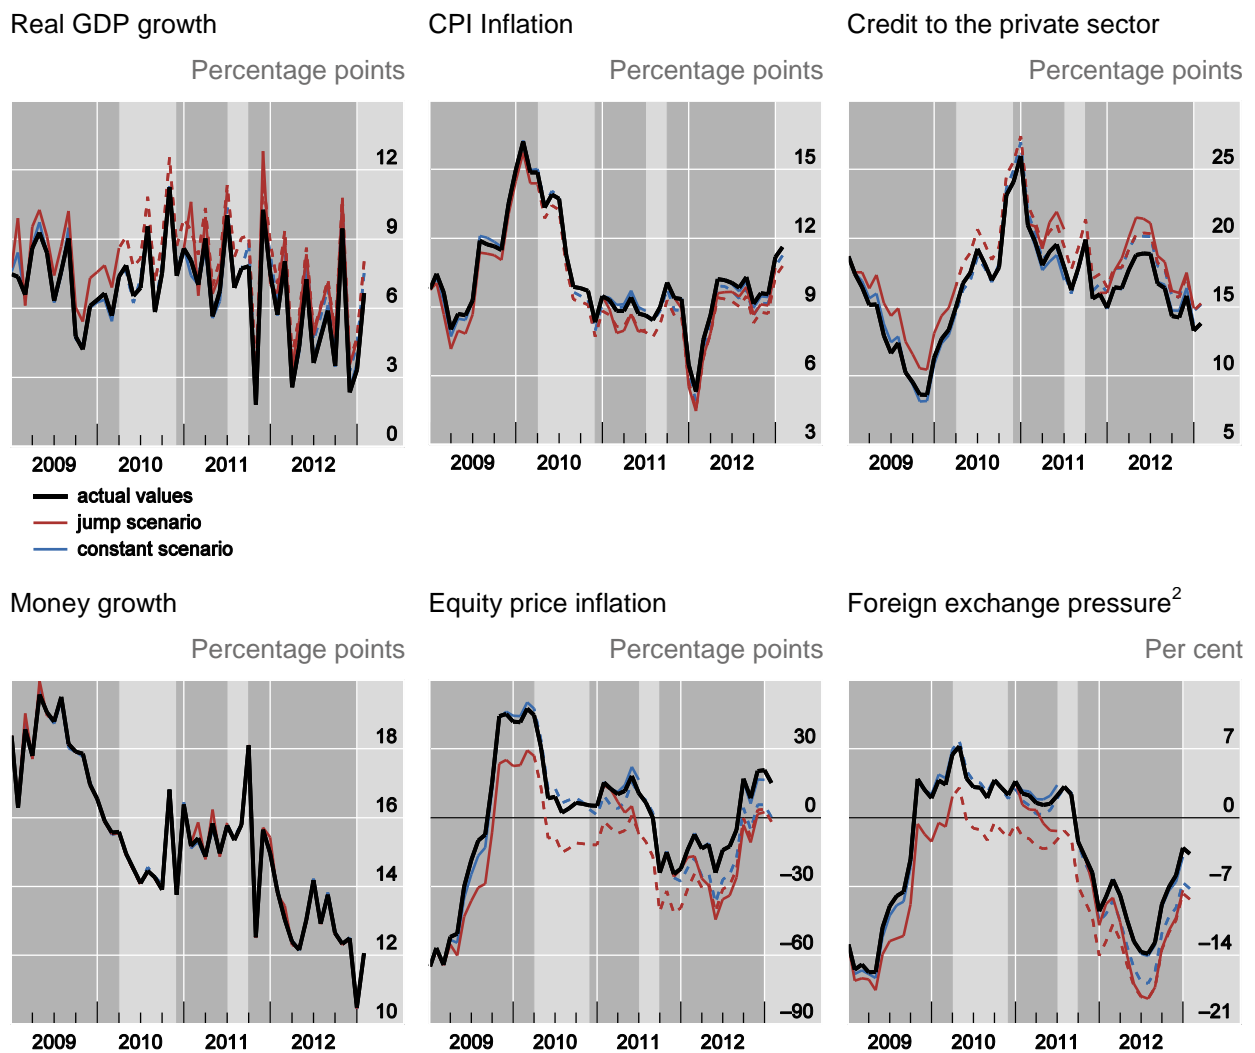 Real GDP growth
CPI Inflation
Credit to the private sector
Percentage points
Percentage points
Percentage points
12
9
6
3
0
15
12
9
6
3
25
20
15
10
5
2009 2010 2011 2012
2009 2010 2011 2012
2009 2010 2011 2012
actual values
jump scenario
constant scenario
Money growth
Equity price inflation
Foreign exchange pressure²
Percentage points
Percentage points
Per cent
18
16
14
12
10
30
0
–30
–60
–90
7
0
–7
–14
–21
2009 2010 2011 2012
2009 2010 2011 2012
2009 2010 2011 2012